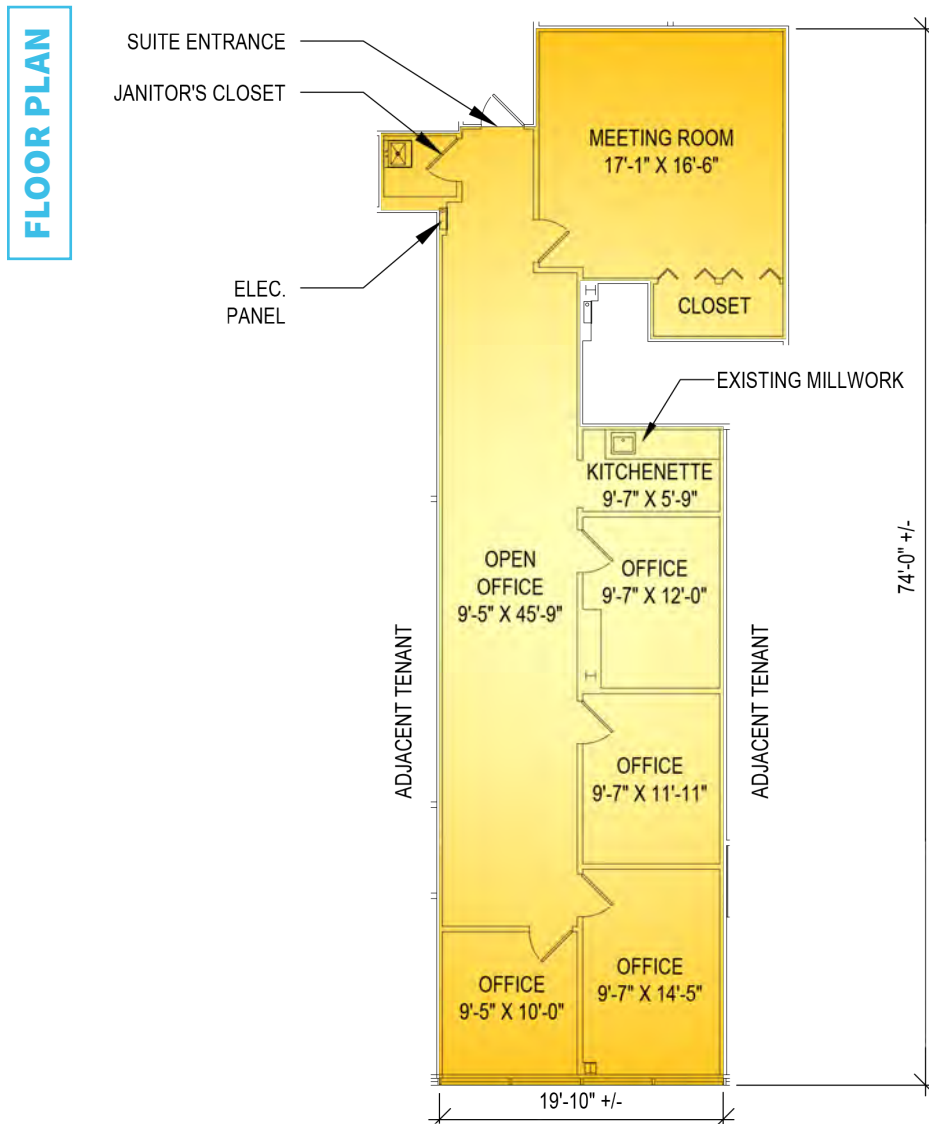 FLOOR PLAN
SUITE ENTRANCE
JANITOR'S CLOSET
MEETING ROOM
17'-1" X 16'-6"
ELEC.
PANEL
CLOSET
EXISTING MILLWORK
KITCHENETTE
9'-7" X 5'-9"
OPEN
OFFICE
9'-5" X 45'-9"
OFFICE
9'-7" X 12'-0"
74'-0" +/-
ADJACENT TENANT
ADJACENT TENANT
OFFICE
9'-7" X 11'-11"
OFFICE
9'-7" X 14'-5"
OFFICE
9'-5" X 10'-0"
19'-10" +/-